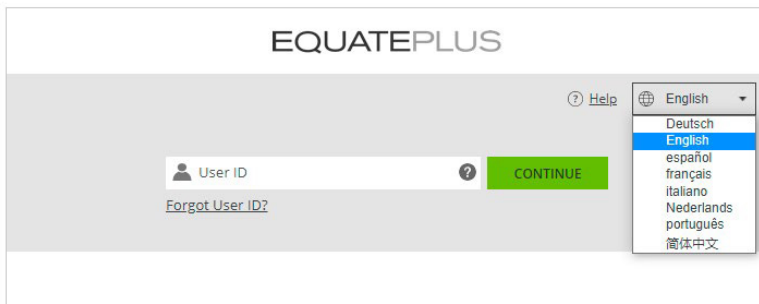 EQUATEPLUS
? Help
English
Deutsch
English
español
français
italiano
Nederlands
português
简体中文
User ID
?
CONTINUE
Forgot User ID?